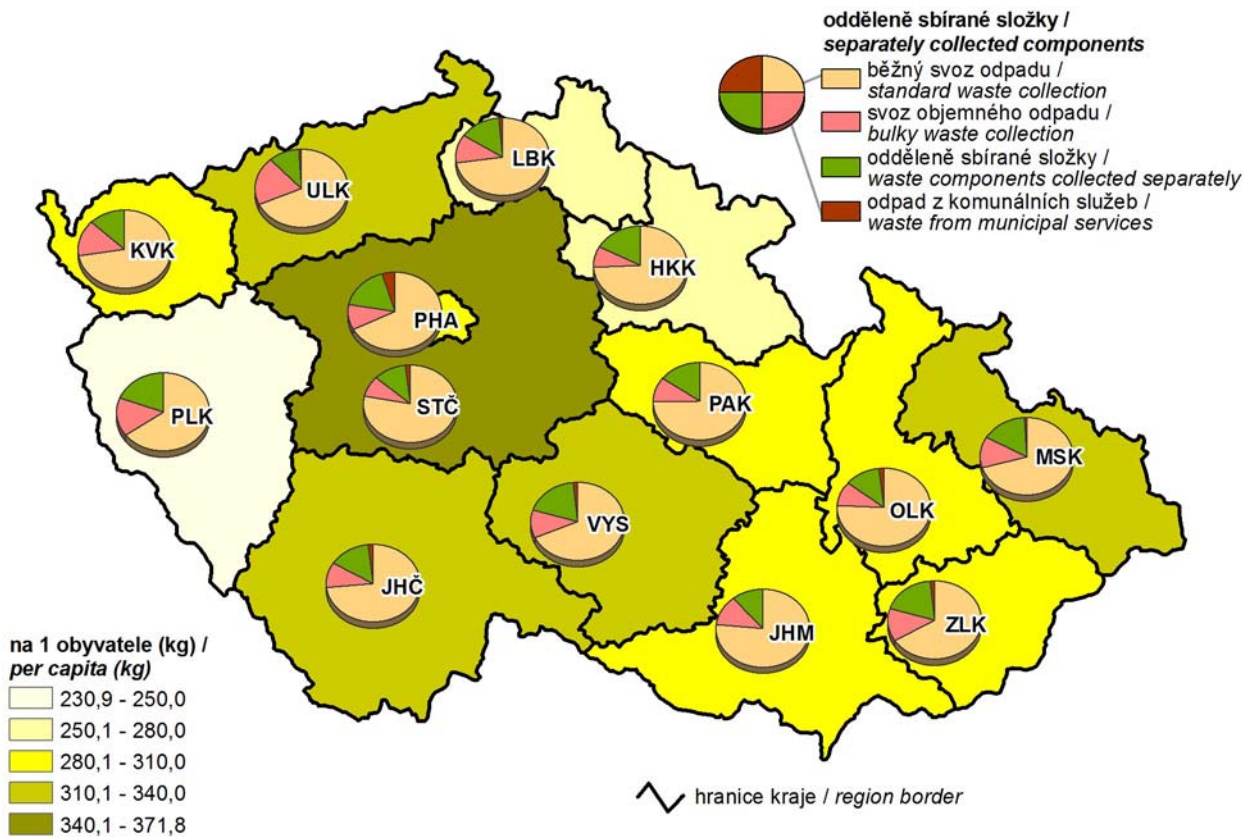 odděleně sbírané složky /
separately collected components
běžný svoz odpadu /
standard waste collection
svoz objemného odpadu /
bulky waste collection
odděleně sbírané složky /
waste components collected separately
odpad z komunálních služeb /
waste from municipal services
LBK
ULK
KVK
HKK
PHA
STČ
PLK
PAK
MSK
OLK
VYS
JHČ
JHM
ZLK
na 1 obyvatele (kg) /
per capita (kg)
230,9 - 250,0
250,1 - 280,0
280,1 - 310,0
310,1 - 340,0
340,1 - 371,8
hranice kraje / region border